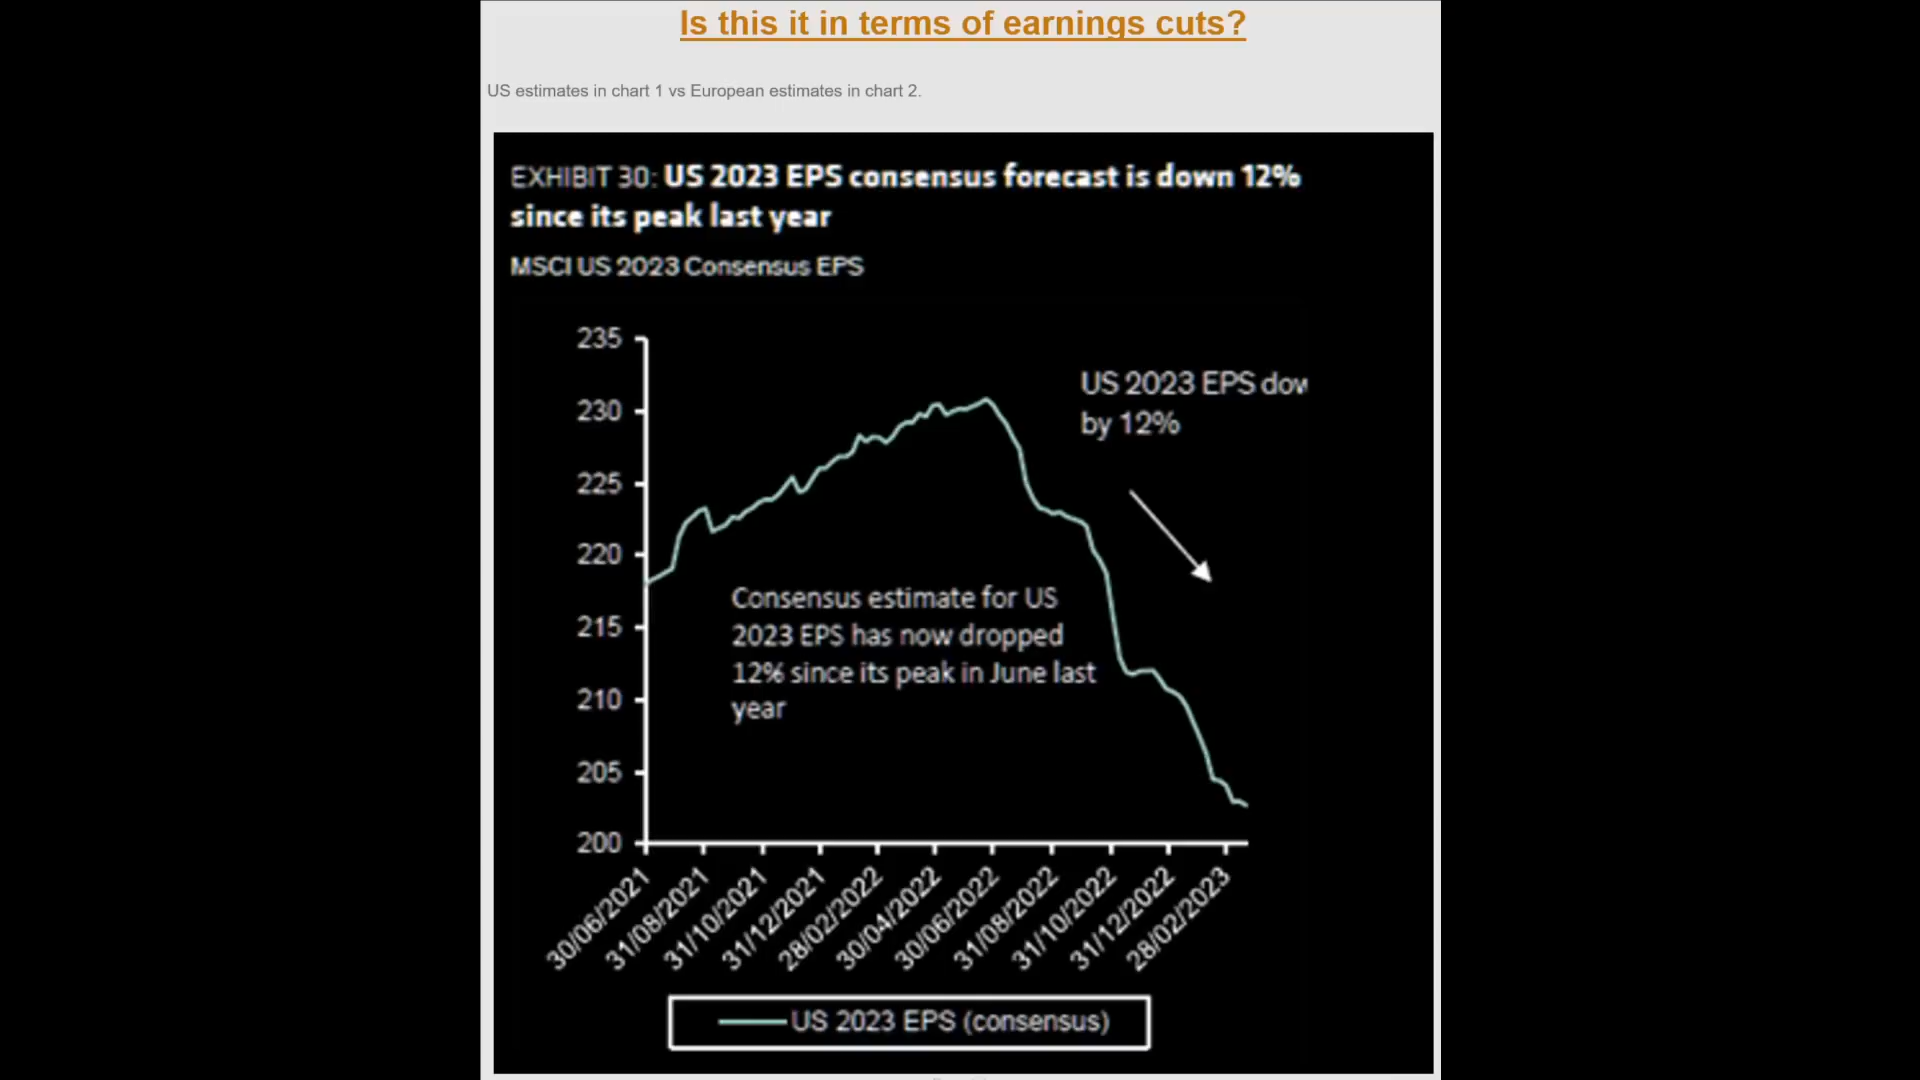 Is this it in terms of earnings cuts?
US estimates in chart 1 vs European estimates in chart 2.
EXHIBIT 30: US 2023 EPS consensus forecast is down 12%
since its peak last year
MSCI US 2023 Consensus EPS
235
230
225
220
215
210
205
200
US 2023 EPS dow
by 12%
Consensus estimate for US
2023 EPS has now dropped
12% since its peak in June last
year
30/06/2021
31/08/2021
31/10/2021
31/12/2021
28/02/2022
30/04/2022
30/06/2022
31/08/2022
31/10/2022
31/12/2022
28/02/2023
US 2023 EPS (consensus)